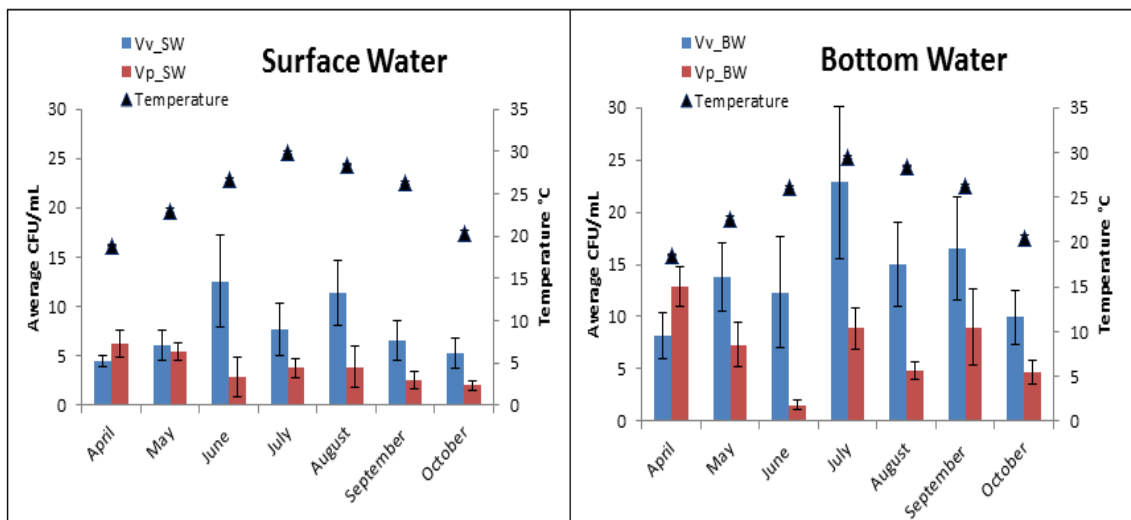 Vv_SW
Vp_SW
Temperature
Surface Water
30
25
20
15
10
5
0
Average CFU/mL
35
30
25
20
15
10
5
0
Temperature °C
April
May
June
July
August
September
October
Vv_BW
Vp_BW
Temperature
Bottom Water
30
25
20
15
10
5
0
Average CFU/mL
35
30
25
20
15
10
5
0
Temperature °C
April
May
June
July
August
September
October